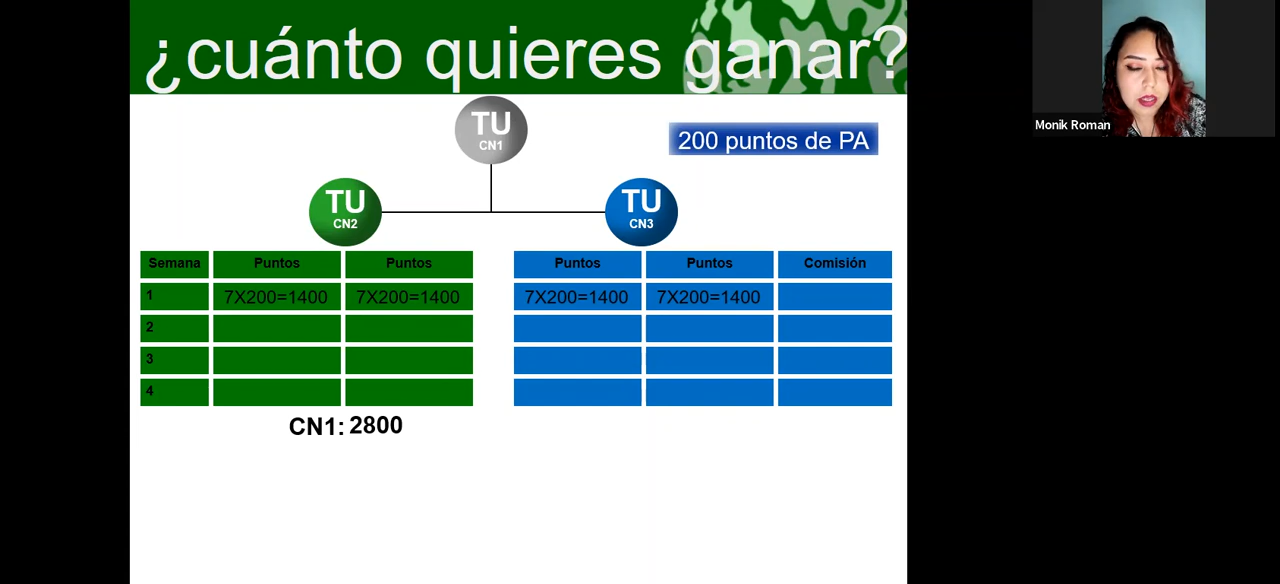 ¿cuánto quieres ganar?
TU
CN1
200 puntos de PA
TU
CN2
TU
CN3
Semana Puntos Puntos Puntos Puntos Comisión
1 7X200=1400 7X200=1400 7X200=1400 7X200=1400
2
3
4
CN1: 2800
Monik Roman